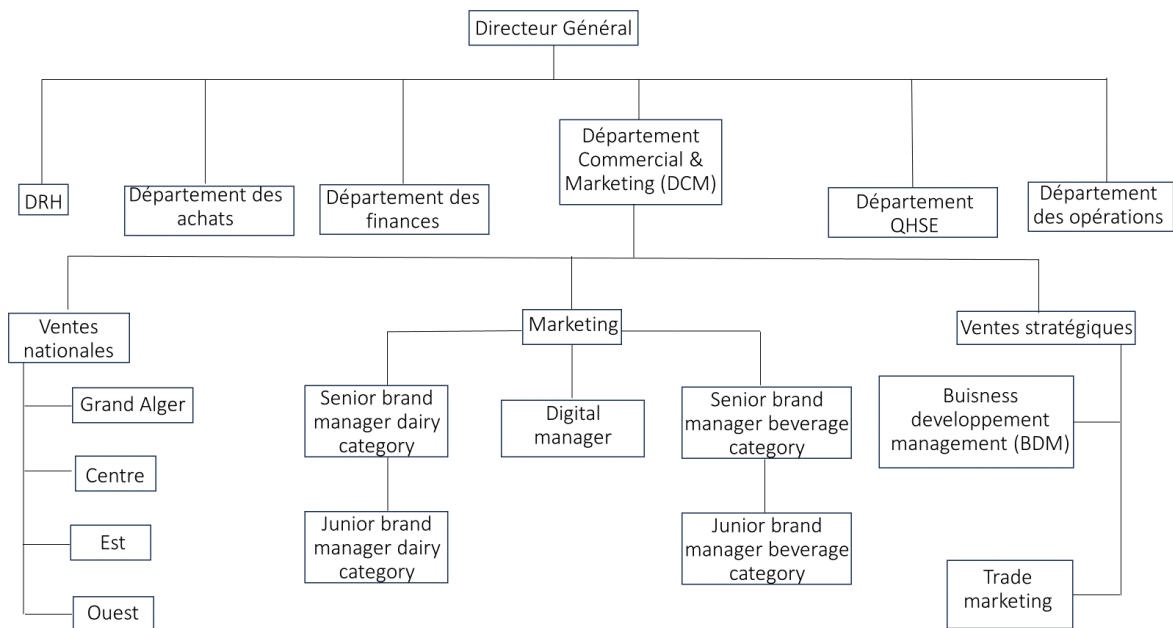 Directeur Général
Département
Commercial &
Marketing (DCM)
DRH
Département des
achats
Département des
finances
Département
QHSE
Département
des opérations
Ventes
nationales
Marketing
Ventes stratégiques
Grand Alger
Centre
Est
Ouest
Senior brand
manager dairy
category
Digital
manager
Senior brand
manager beverage
category
Junior brand
manager dairy
category
Junior brand
manager beverage
category
Buisness
developpement
management (BDM)
Trade
marketing